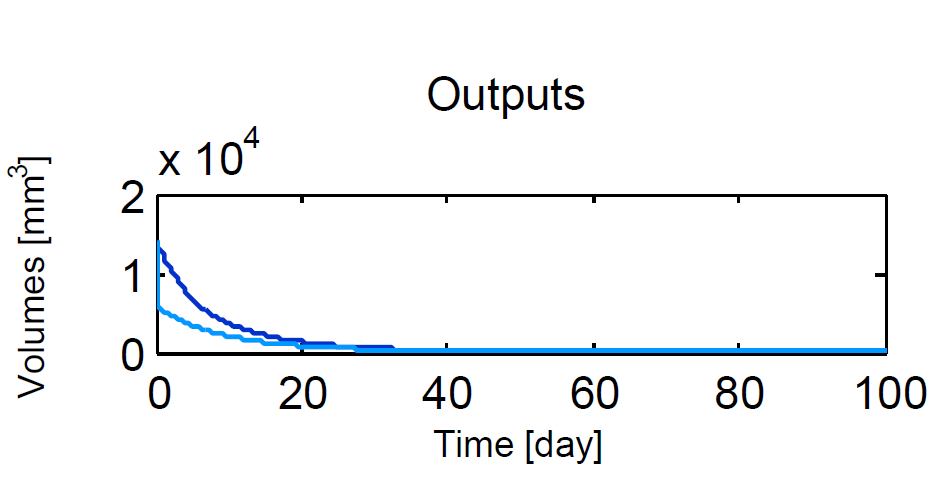 Outputs
x 10^4
Volumes [mm^3]
2
1
0
0 20 40 60 80 100
Time [day]